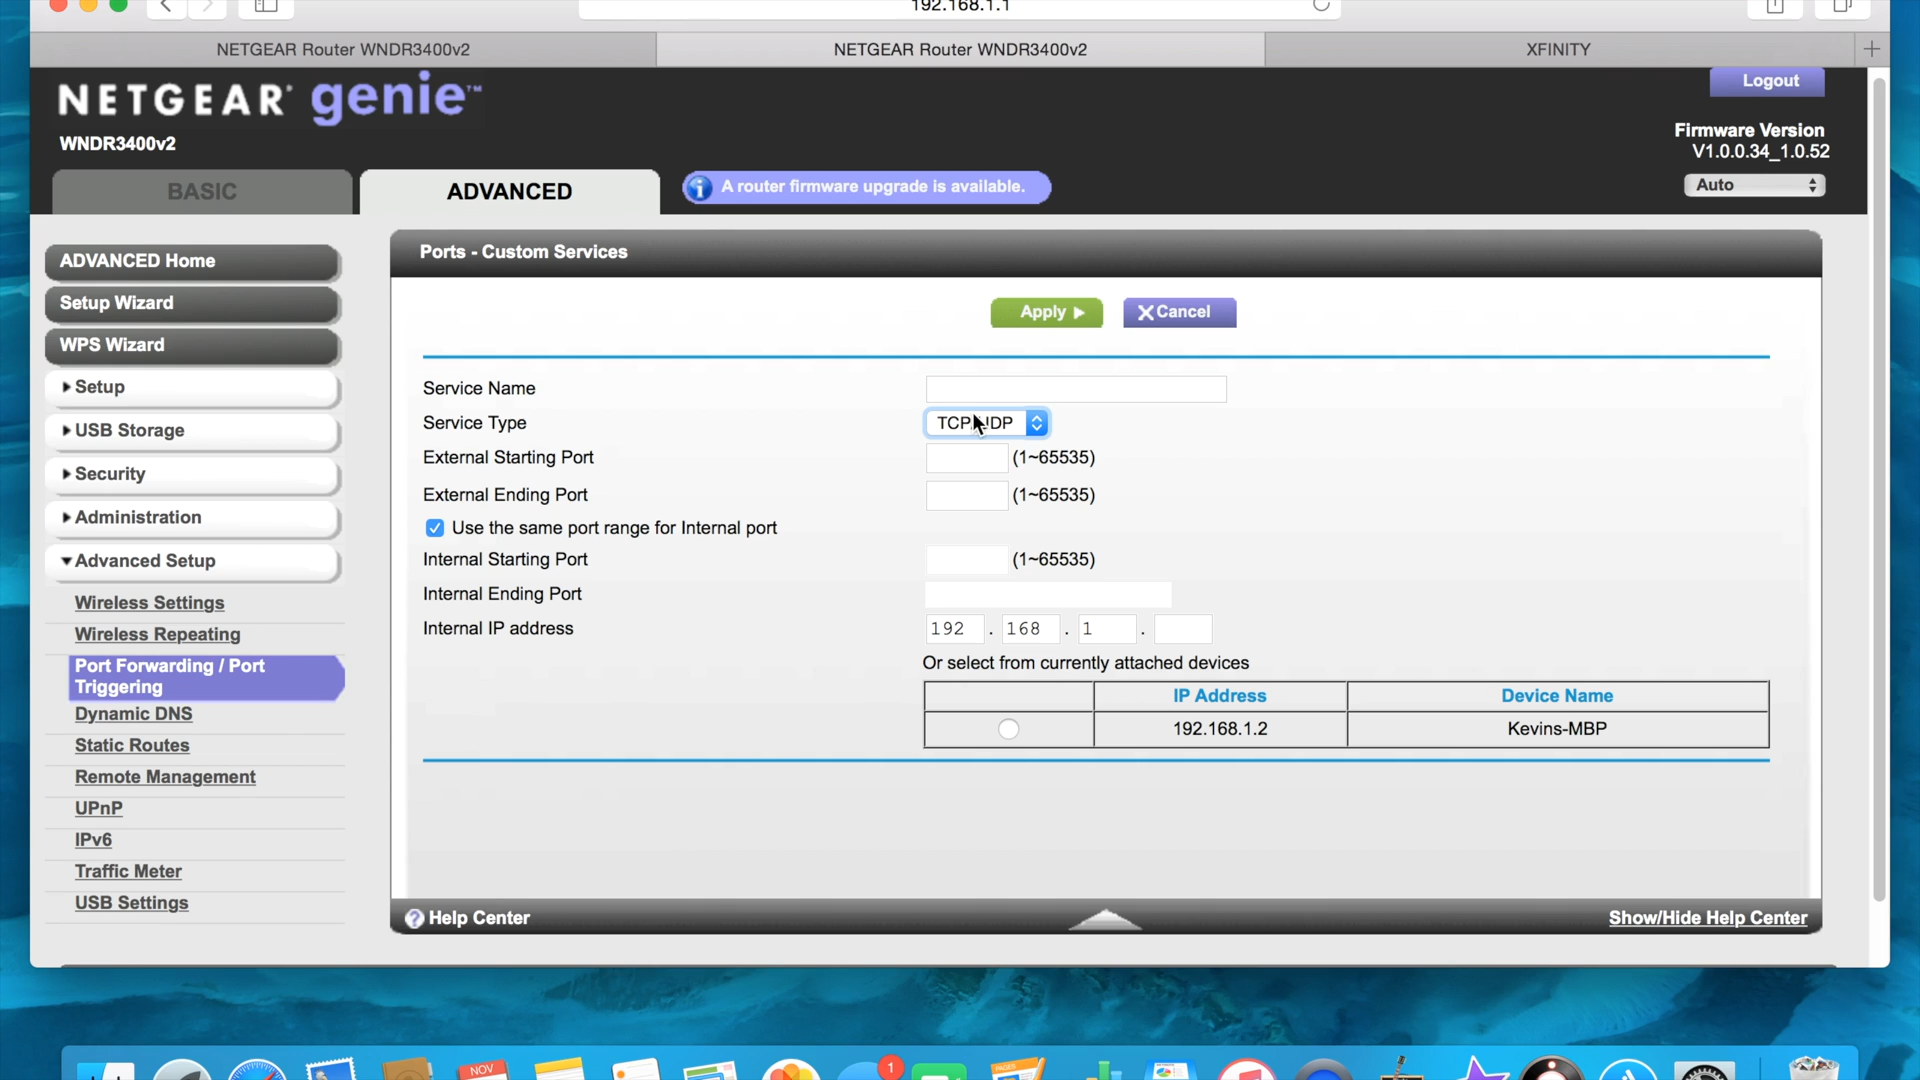 192.168.1.1
NETGEAR Router WNDR3400v2
NETGEAR Router WNDR3400v2
XFINITY
NETGEAR® genie™
Logout
WNDR3400v2
Firmware Version
V1.0.0.34_1.0.52
BASIC
ADVANCED
A router firmware upgrade is available.
Auto
ADVANCED Home
Setup Wizard
WPS Wizard
Setup
USB Storage
Security
Administration
Advanced Setup
Wireless Settings
Wireless Repeating
Port Forwarding / Port
Triggering
Dynamic DNS
Static Routes
Remote Management
UPnP
IPv6
Traffic Meter
USB Settings
Ports - Custom Services
Apply
Cancel
Service Name
Service Type
TCP/UDP
External Starting Port
(1~65535)
External Ending Port
(1~65535)
Use the same port range for Internal port
Internal Starting Port
(1~65535)
Internal Ending Port
Internal IP address
192 . 168 . 1 .
Or select from currently attached devices
IP Address
Device Name
192.168.1.2
Kevins-MBP
Help Center
Show/Hide Help Center
NOV
1
PAGES